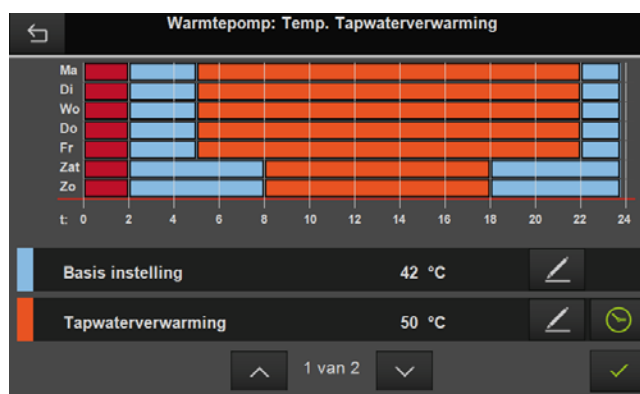 Warmtepomp: Temp. Tapwaterverwarming
Ma
Di
Wo
Do
Fr
Zat
Zo
t: 0 2 4 6 8 10 12 14 16 18 20 22 24
Basis instelling 42 °C
Tapwaterverwarming 50 °C
1 van 2